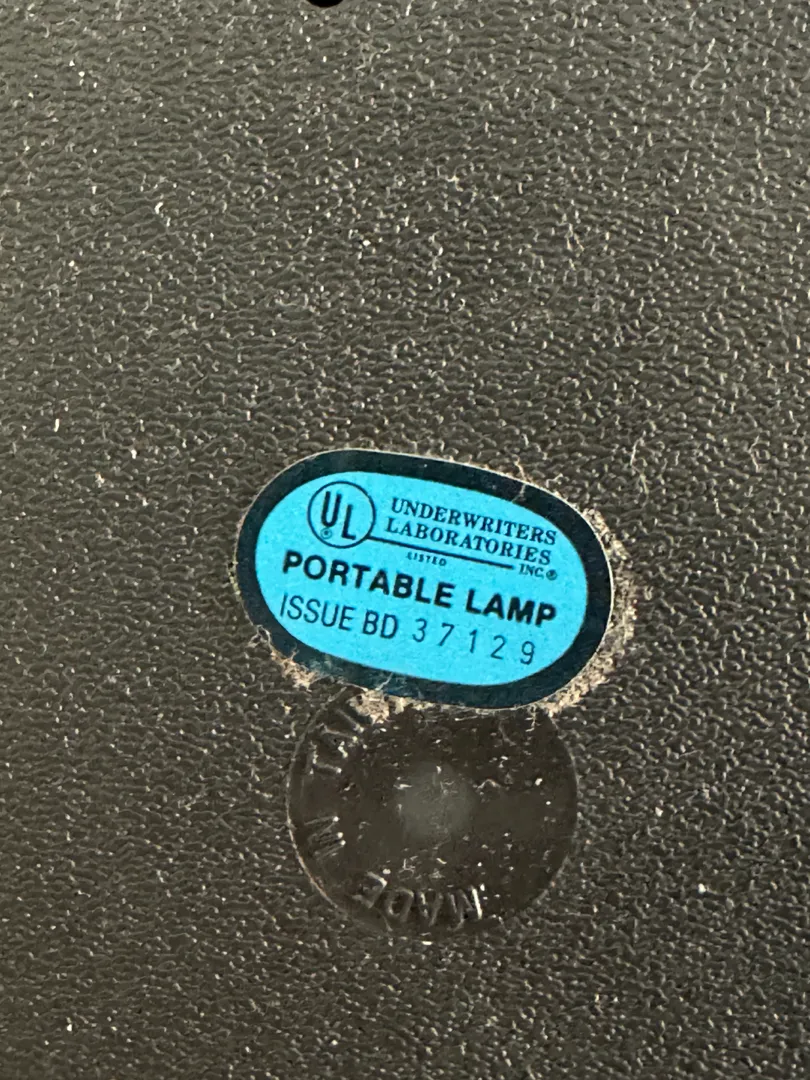 UL®
UNDERWRITERS
LABORATORIES
LISTED
INC.®
PORTABLE LAMP
ISSUE BD 37129
MADE IN